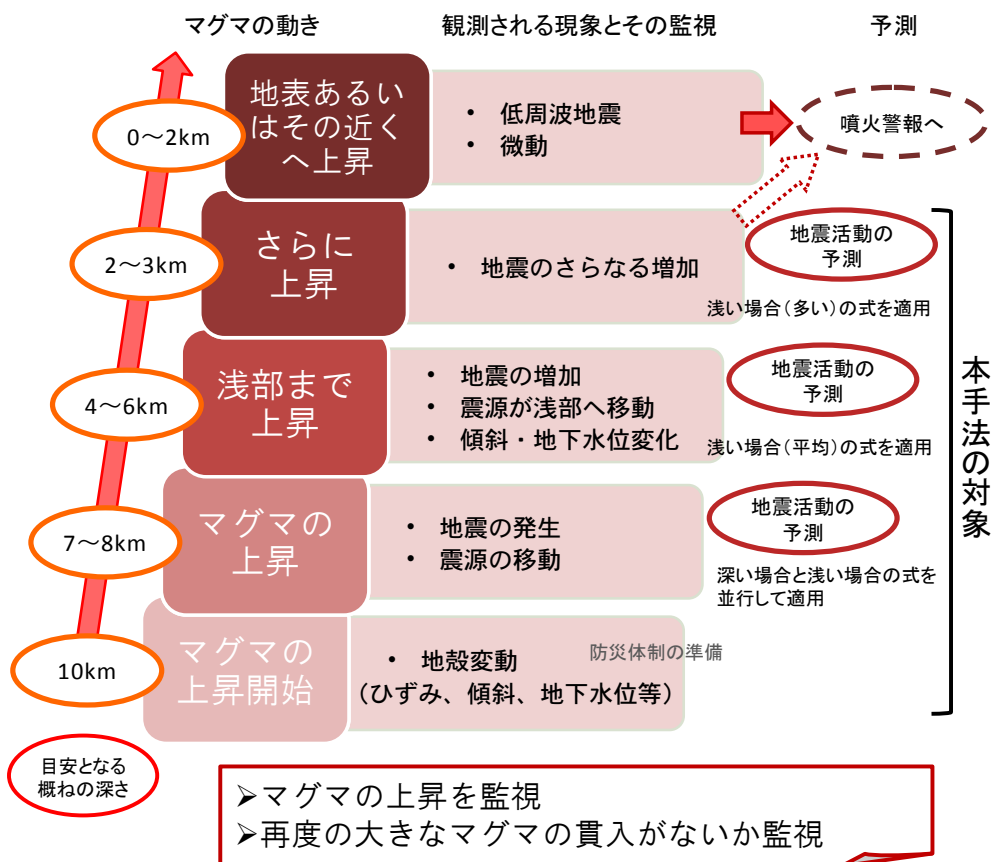 マグマの動き
観測される現象とその監視
予測
0～2km
地表あるい
はその近く
へ上昇
・ 低周波地震
・ 微動
噴火警報へ
2～3km
さらに
上昇
・ 地震のさらなる増加
地震活動の
予測
浅い場合（多い）の式を適用
4～6km
浅部まで
上昇
・ 地震の増加
・ 震源が浅部へ移動
・ 傾斜・地下水位変化
地震活動の
予測
浅い場合（平均）の式を適用
7～8km
マグマの
上昇
・ 地震の発生
・ 震源の移動
地震活動の
予測
深い場合と浅い場合の式を
並行して適用
10km
マグマの
上昇開始
・ 地殻変動
（ひずみ、傾斜、地下水位等）
防災体制の準備
本手法の対象
目安となる
概ねの深さ
➢マグマの上昇を監視
➢再度の大きなマグマの貫入がないか監視